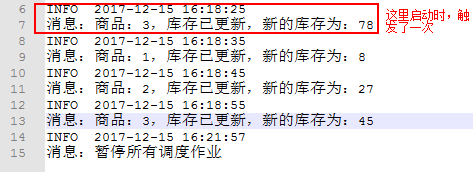 6 INFO 2017-12-15 16:18:25
7 消息: 商品: 3, 库存已更新, 新的库存为: 78
8 INFO 2017-12-15 16:18:35
9 消息: 商品: 1, 库存已更新, 新的库存为: 8
10 INFO 2017-12-15 16:18:45
11 消息: 商品: 2, 库存已更新, 新的库存为: 27
12 INFO 2017-12-15 16:18:55
13 消息: 商品: 3, 库存已更新, 新的库存为: 45
14 INFO 2017-12-15 16:21:57
15 消息: 暂停所有调度作业
这里启动时，触
发了一次